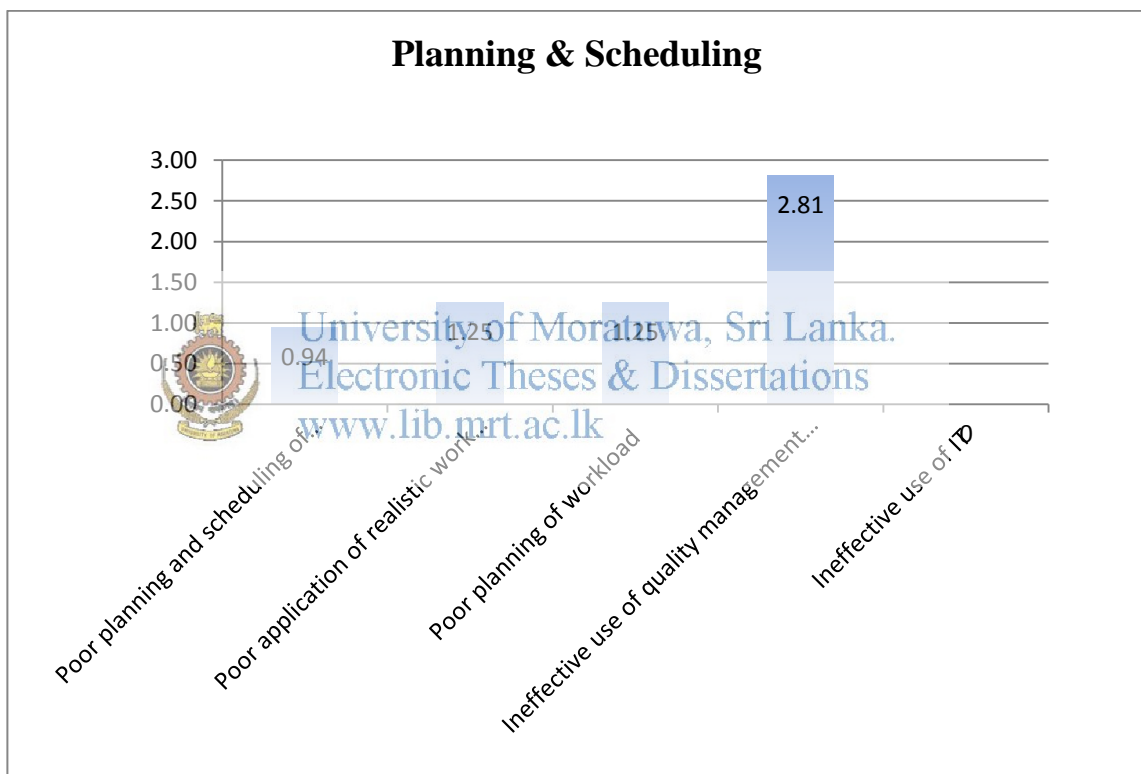 Planning & Scheduling
3.00
2.50
2.00
1.50
1.00
0.50
0.00
0.94
1.25
1.25
2.81
University of Moratuwa, Sri Lanka.
Electronic Theses & Dissertations
www.lib.mrt.ac.lk
Poor planning and scheduling of...
Poor application of realistic work...
Poor planning of workload
Ineffective use of quality management...
Ineffective use of